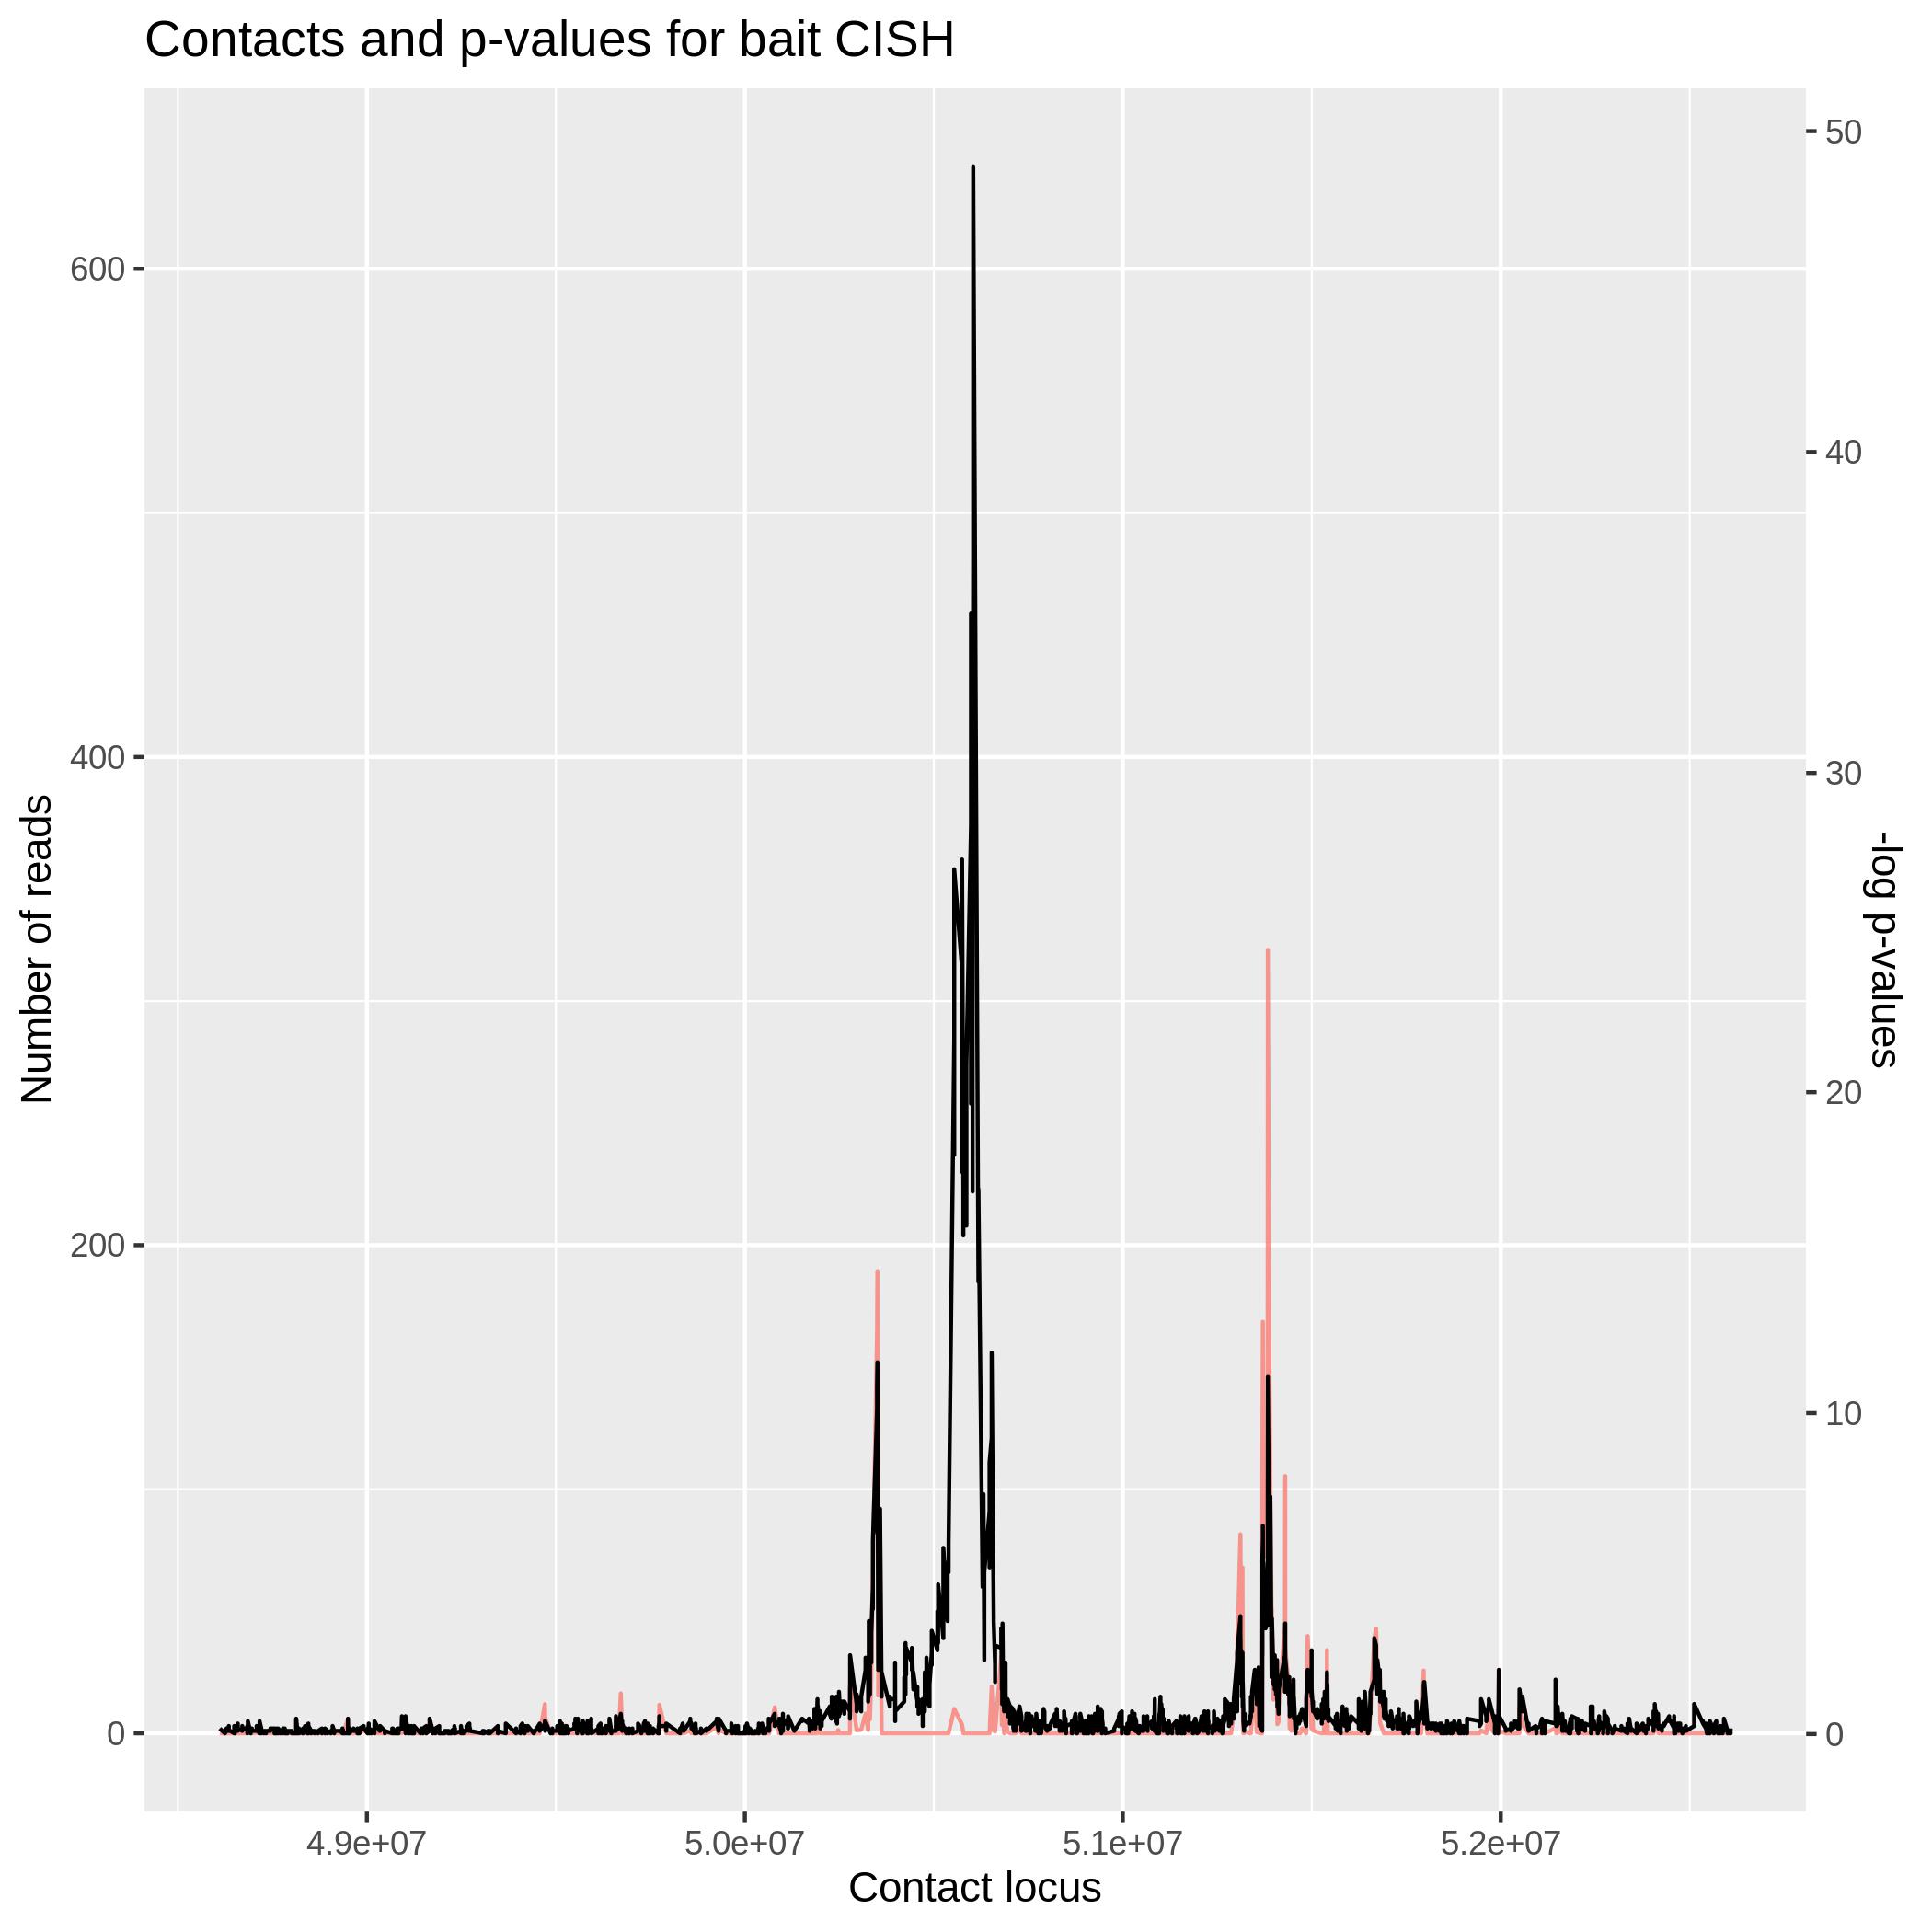 Contacts and p-values for bait CISH
600
400
200
0
Number of reads
50
40
30
20
10
0
-log p-values
4.9e+07 5.0e+07 5.1e+07 5.2e+07
Contact locus